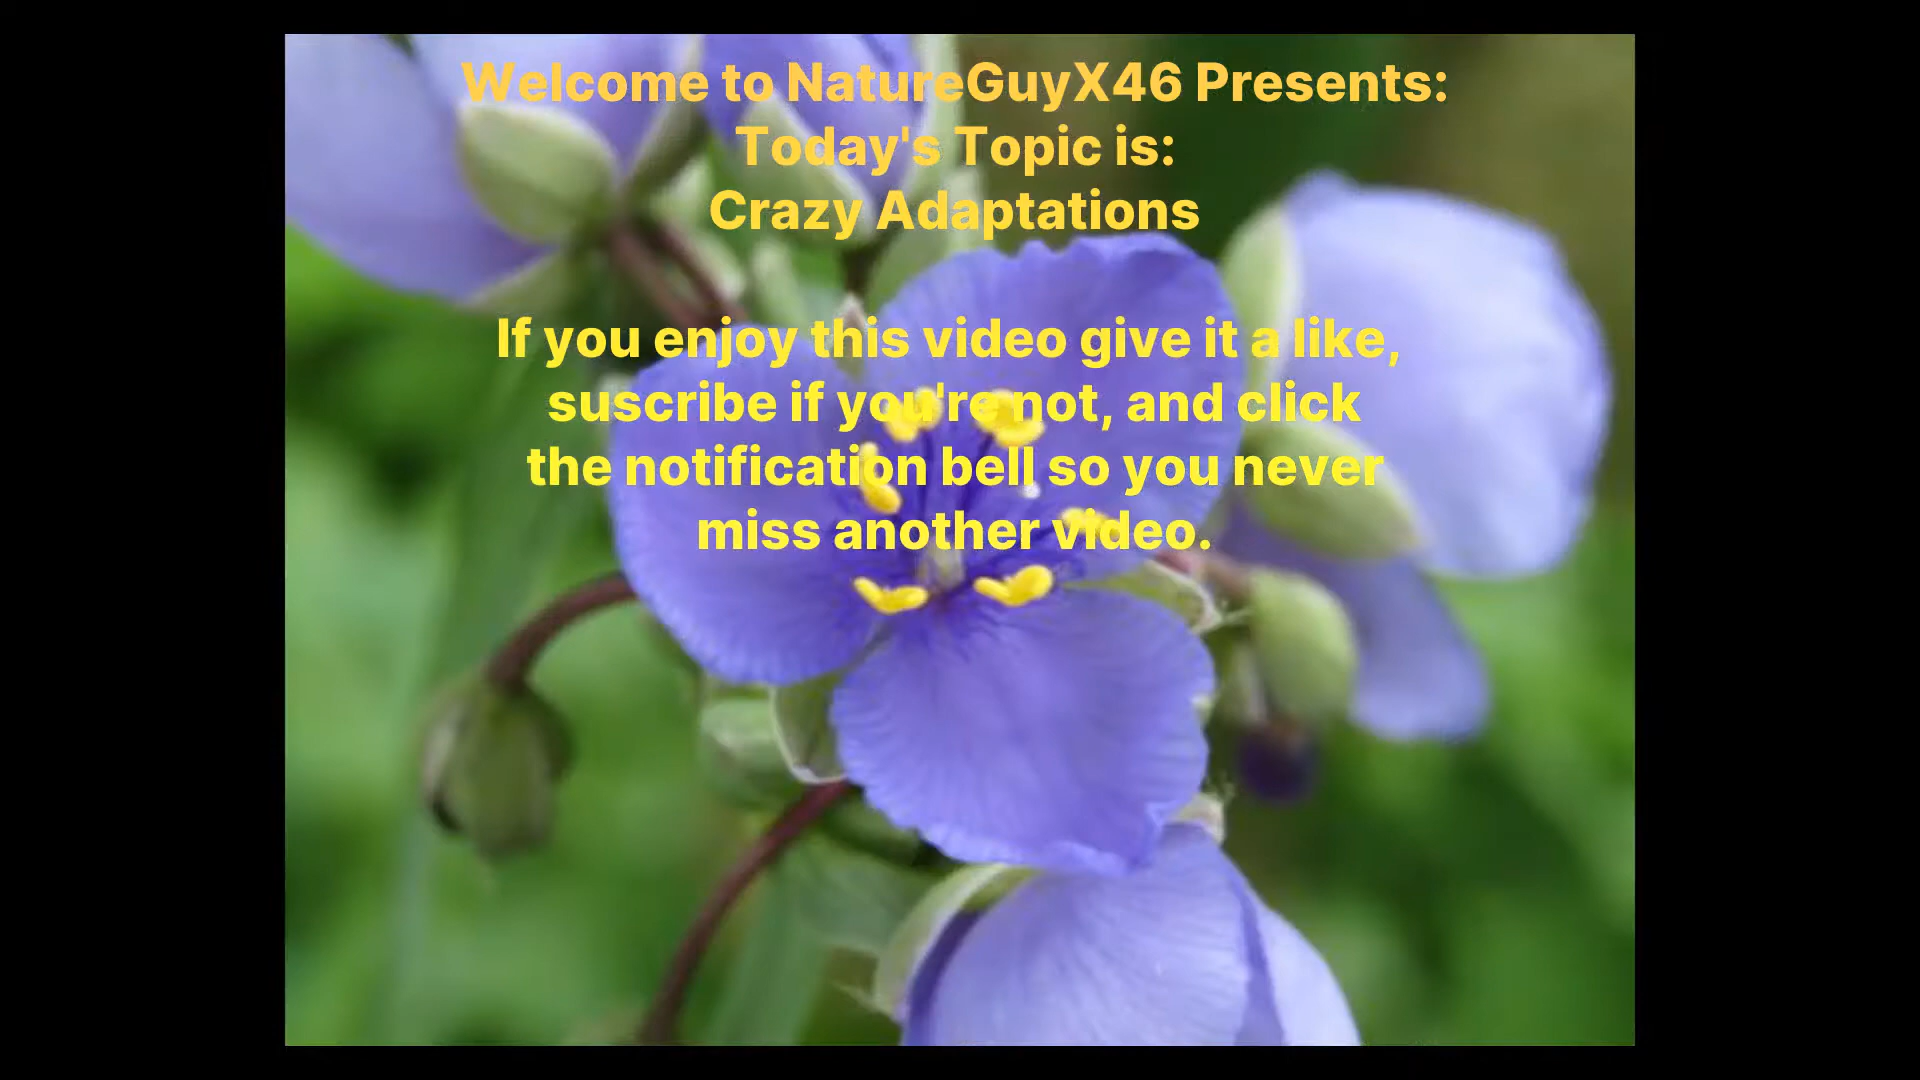 Welcome to NatureGuyX46 Presents:
Today's Topic is:
Crazy Adaptations
If you enjoy this video give it a like,
suscribe if you're not, and click
the notification bell so you never
miss another video.